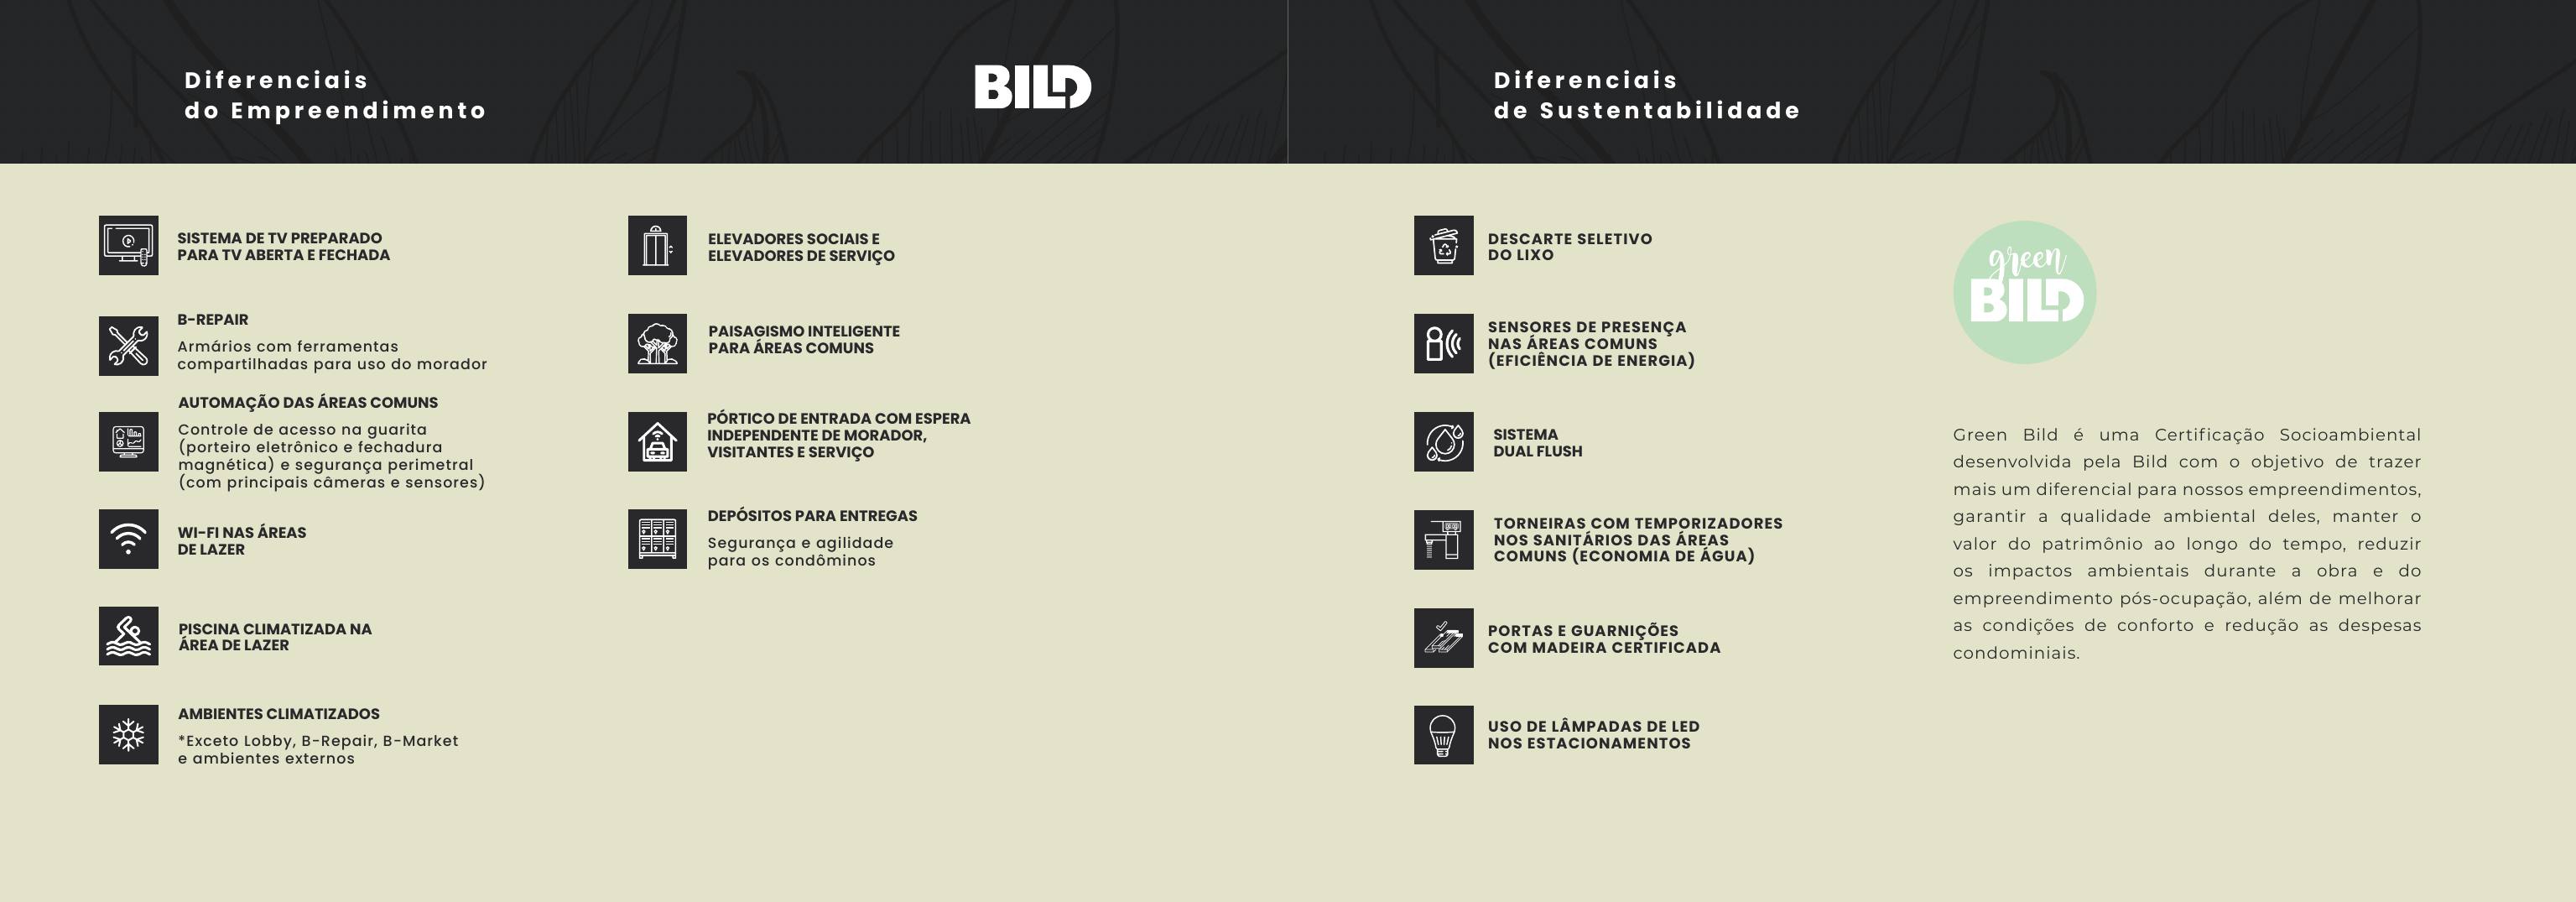 Diferenciais
do Empreendimento
BILD
SISTEMA DE TV PREPARADO
PARA TV ABERTA E FECHADA
B-REPAIR
Armários com ferramentas
compartilhadas para uso do morador
AUTOMAÇÃO DAS ÁREAS COMUNS
Controle de acesso na guarita
(porteiro eletrônico e fechadura
magnética) e segurança perimetral
(com principais câmeras e sensores)
WI-FI NAS ÁREAS
DE LAZER
PISCINA CLIMATIZADA NA
ÁREA DE LAZER
AMBIENTES CLIMATIZADOS
*Exceto Lobby, B-Repair, B-Market
e ambientes externos
ELEVADORES SOCIAIS E
ELEVADORES DE SERVIÇO
PAISAGISMO INTELIGENTE
PARA ÁREAS COMUNS
PÓRTICO DE ENTRADA COM ESPERA
INDEPENDENTE DE MORADOR,
VISITANTES E SERVIÇO
DEPÓSITOS PARA ENTREGAS
Segurança e agilidade
para os condôminos
Diferenciais
de Sustentabilidade
DESCARTE SELETIVO
DO LIXO
SENSORES DE PRESENÇA
NAS ÁREAS COMUNS
(EFICIÊNCIA DE ENERGIA)
SISTEMA
DUAL FLUSH
TORNEIRAS COM TEMPORIZADORES
NOS SANITÁRIOS DAS ÁREAS
COMUNS (ECONOMIA DE ÁGUA)
PORTAS E GUARNIÇÕES
COM MADEIRA CERTIFICADA
USO DE LÂMPADAS DE LED
NOS ESTACIONAMENTOS
green
BILD
Green Bild é uma Certificação Socioambiental
desenvolvida pela Bild com o objetivo de trazer
mais um diferencial para nossos empreendimentos,
garantir a qualidade ambiental deles, manter o
valor do patrimônio ao longo do tempo, reduzir
os impactos ambientais durante a obra e do
empreendimento pós-ocupação, além de melhorar
as condições de conforto e redução as despesas
condominiais.